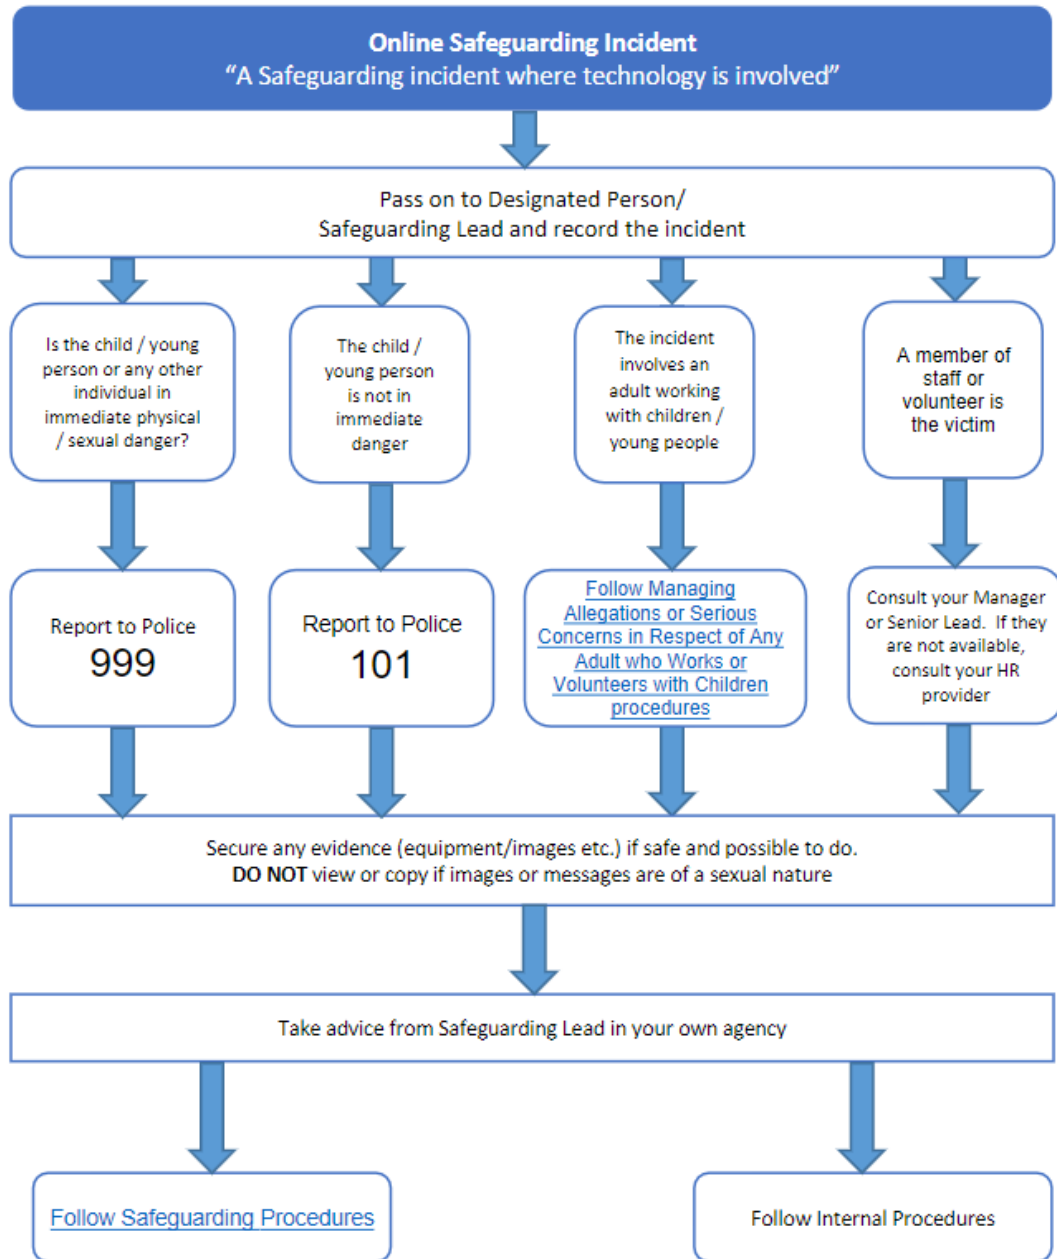 Online Safeguarding Incident
“A Safeguarding incident where technology is involved”
Pass on to Designated Person/
Safeguarding Lead and record the incident
Is the child / young
person or any other
individual in
immediate physical
/ sexual danger?
The child /
young person
is not in
immediate
danger
The incident
involves an
adult working
with children /
young people
A member of
staff or
volunteer is
the victim
Report to Police
999
Report to Police
101
Follow Managing
Allegations or Serious
Concerns in Respect of Any
Adult who Works or
Volunteers with Children
procedures
Consult your Manager
or Senior Lead.  If they
are not available,
consult your HR
provider
Secure any evidence (equipment/images etc.) if safe and possible to do.
DO NOT view or copy if images or messages are of a sexual nature
Take advice from Safeguarding Lead in your own agency
Follow Safeguarding Procedures
Follow Internal Procedures